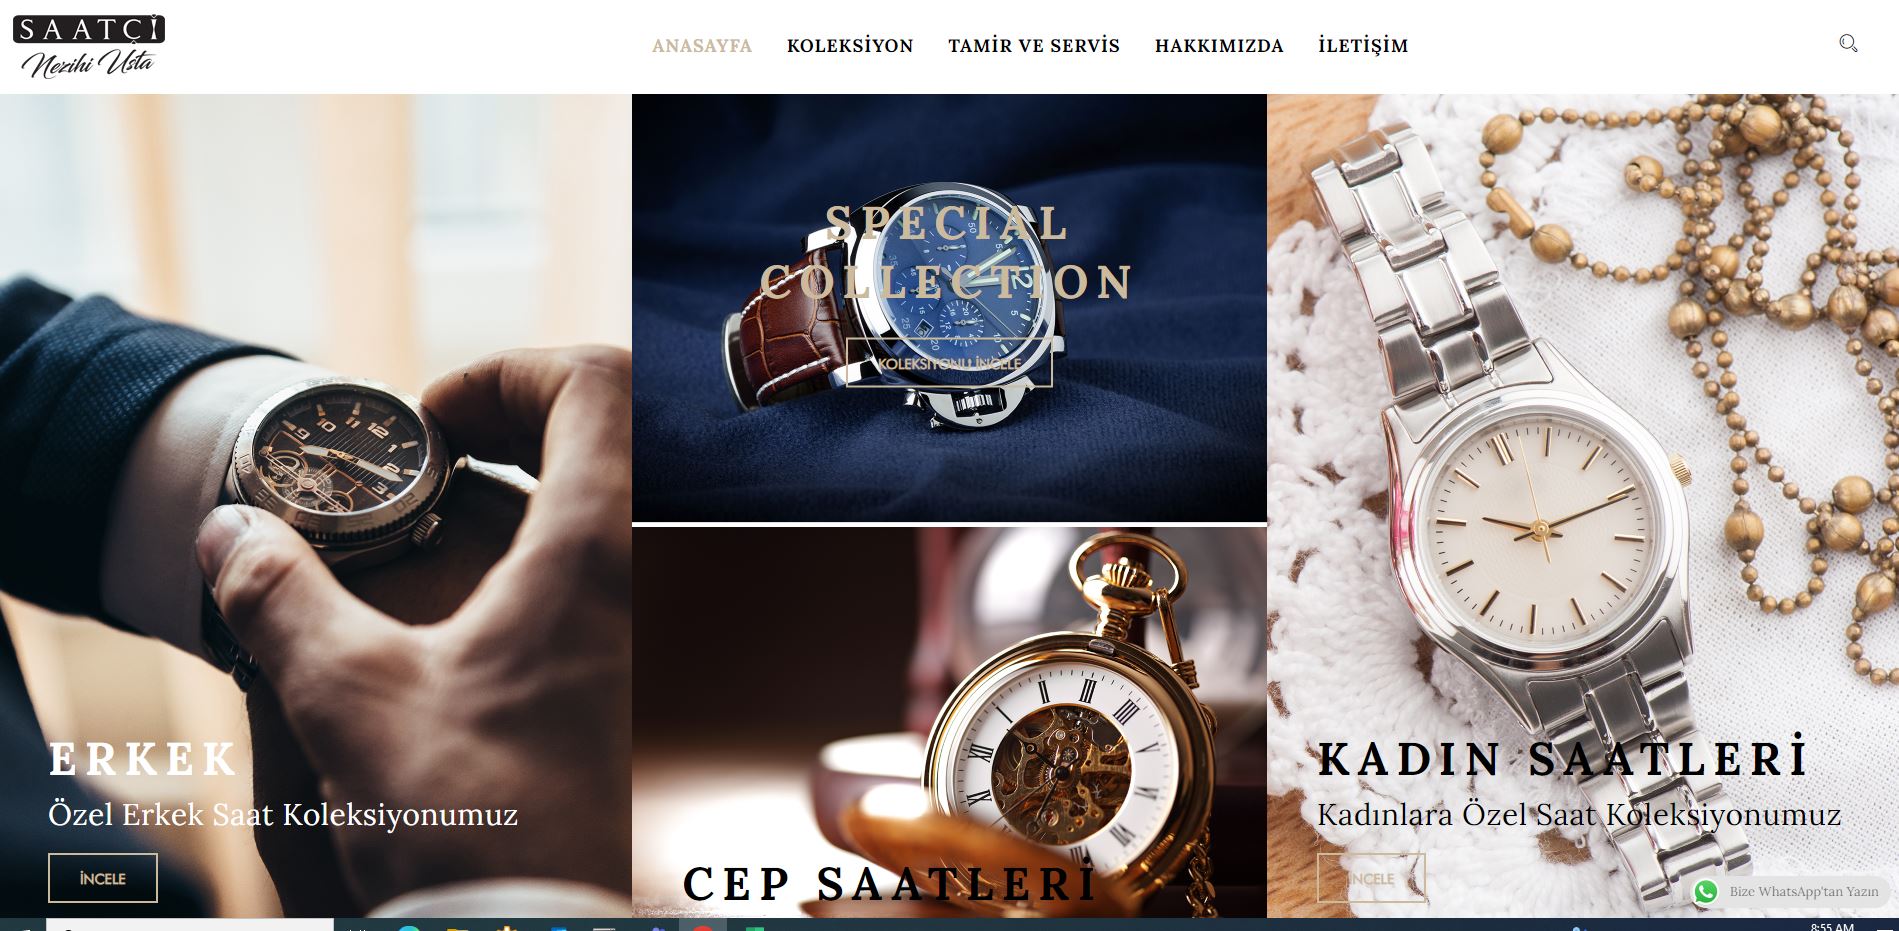 SAATÇİ
Nezihi Usta
ANASAYFA KOLEKSİYON TAMİR VE SERVİS HAKKIMIZDA İLETİŞİM
SPECIAL
COLLECTION
KOLEKSİYONU İNCELE
ERKEK
Özel Erkek Saat Koleksiyonumuz
İNCELE
CEP SAATLERİ
KADIN SAATLERİ
Kadınlara Özel Saat Koleksiyonumuz
İNCELE
Bize WhatsApp'tan Yazın
8:55 AM